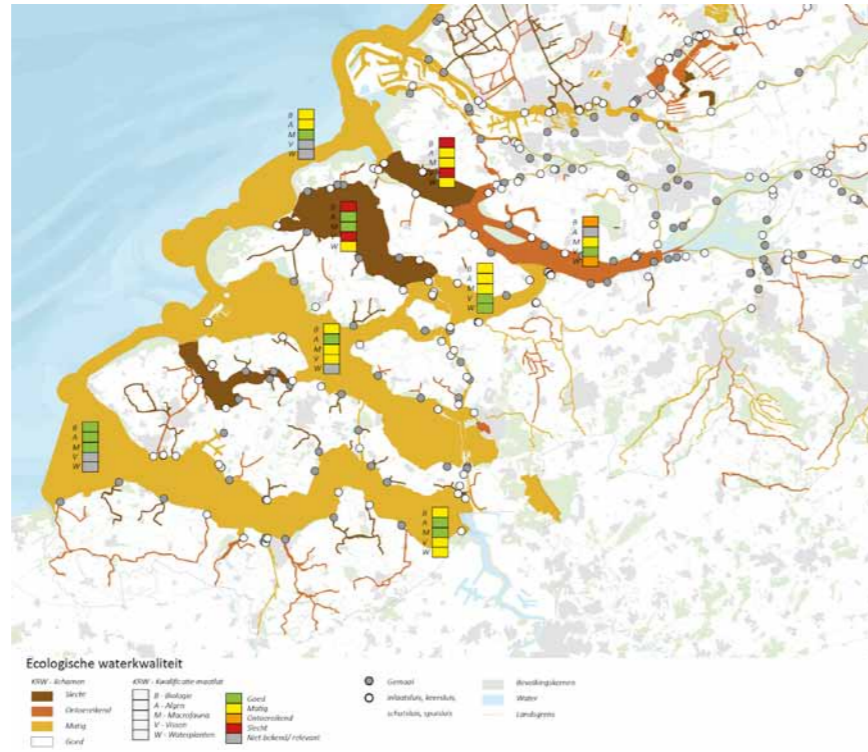 B
A
M
V
W
B
A
M
W
B
A
M
W
B
A
M
V
W
B
A
M
V
W
B
A
M
V
W
B
A
M
V
W
B
A
M
V
W
Ecologische waterkwaliteit
KRW - lichamen
Slecht
Ontoereikend
Matig
Goed
KRW - Kwalificatie maatlat
B - Biologie
A - Algen
M - Macrofauna
V - Vissen
W - Waterplanten
Goed
Matig
Ontoereikend
Slecht
Niet bekend/ relevant
Gemaal
Inlaatsluis, keersluis,
schutsluis, spuisluis
Bevolkingskernen
Water
Landsgrens